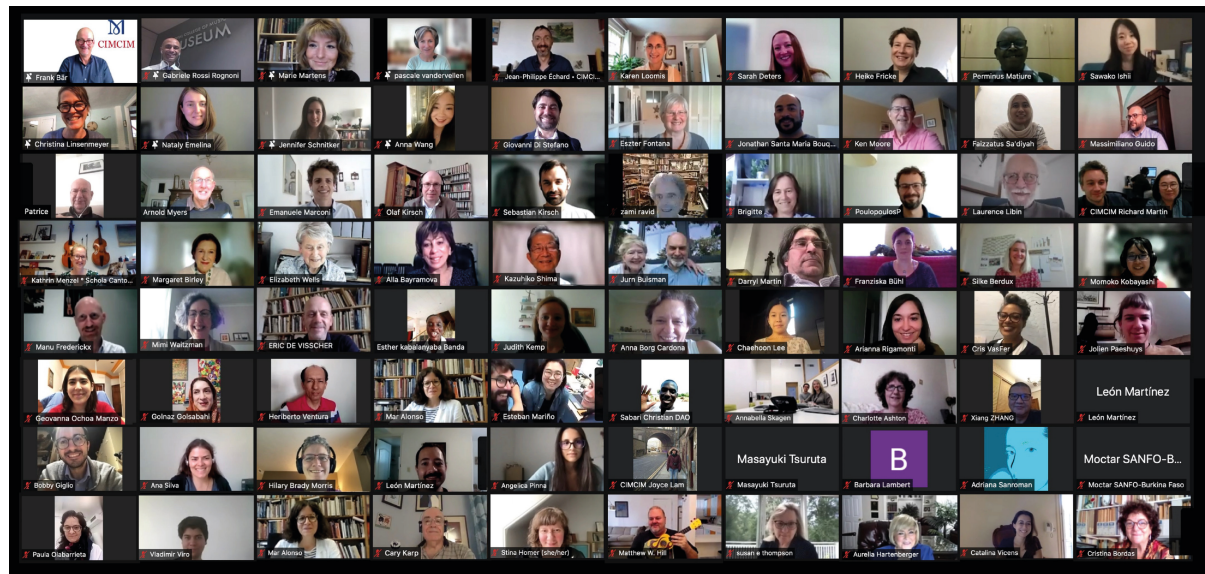 CIMCIM
Frank Bär
MUSEUM
Gabriele Rossi Rognoni
Marie Martens
pascale vandervellen
Jean-Philippe Échard • CIMCI...
Karen Loomis
Sarah Deters
Heike Fricke
Perminus Matiure
Sawako Ishii
Christina Linsenmeyer
Nataly Emelina
Jennifer Schnitker
Anna Wang
Giovanni Di Stefano
Eszter Fontana
Jonathan Santa Maria Bouq...
Ken Moore
Faizzatus Sa'diyah
Massimiliano Guido
Patrice
Arnold Myers
Emanuele Marconi
Olaf Kirsch
Sebastian Kirsch
zami ravid
Brigitte
PoulopoulosP
Laurence Libin
CIMCIM Richard Martin
Kathrin Menzel * Schola Canto...
Margaret Birley
Elizabeth Wells
Alla Bayramova
Kazuhiko Shima
Jurn Buisman
Darryl Martin
Franziska Bühl
Silke Berdux
Momoko Kobayashi
Manu Frederickx
Mimi Waitzman
ERIC DE VISSCHER
Esther kabalanyaba Banda
Judith Kemp
Anna Borg Cardona
Chaehoon Lee
Arianna Rigamonti
Cris VasFer
Jolien Paeshuys
Geovanna Ochoa Manzo
Golnaz Golsabahi
Heriberto Ventura
Mar Alonso
Esteban Mariño
Sabari Christian DAO
Annabella Skagen
Charlotte Ashton
Xiang ZHANG
León Martínez
León Martínez
Bobby Giglio
Ana Silva
Hilary Brady Morris
León Martínez
Angelica Pinna
CIMCIM Joyce Lam
Masayuki Tsuruta
Masayuki Tsuruta
B
Barbara Lambert
Adriana Sanroman
Moctar SANFO-B...
Moctar SANFO-Burkina Faso
Paula Olabarrieta
Vladimir Viro
Mar Alonso
Cary Karp
Stina Homer (she/her)
Matthew W. Hill
susan e thompson
Aurelia Hartenberger
Catalina Vicens
Cristina Bordas